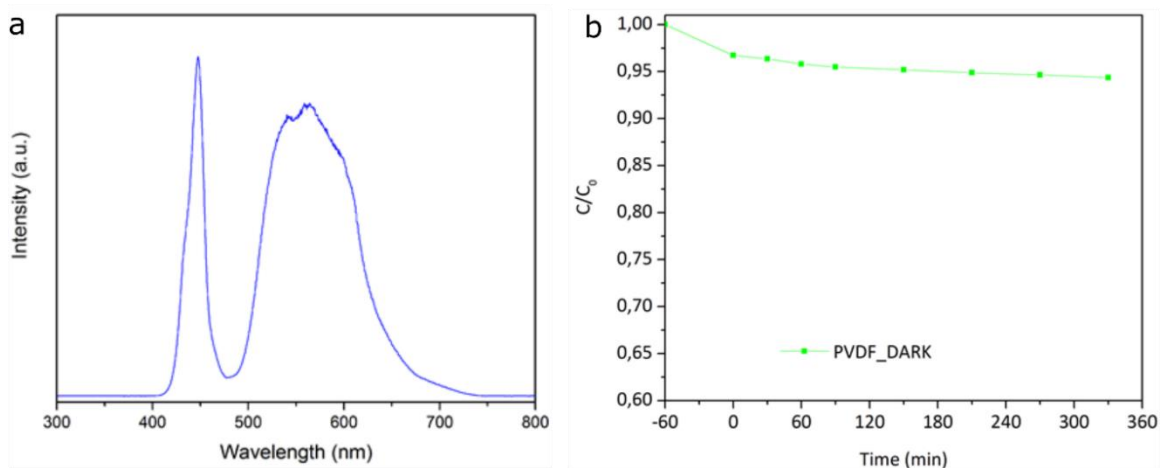 a
Intensity (a.u.)
300 400 500 600 700 800
Wavelength (nm)
b
C/C0
1,00
0,95
0,90
0,85
0,80
0,75
0,70
0,65
0,60
PVDF_DARK
-60 0 60 120 180 240 300 360
Time (min)